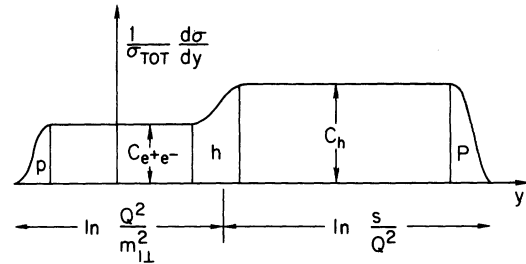 1/σ_TOT dσ/dy
p
C_e+e-
h
C_h
P
y
ln Q²/m²_1⊥
ln s/Q²